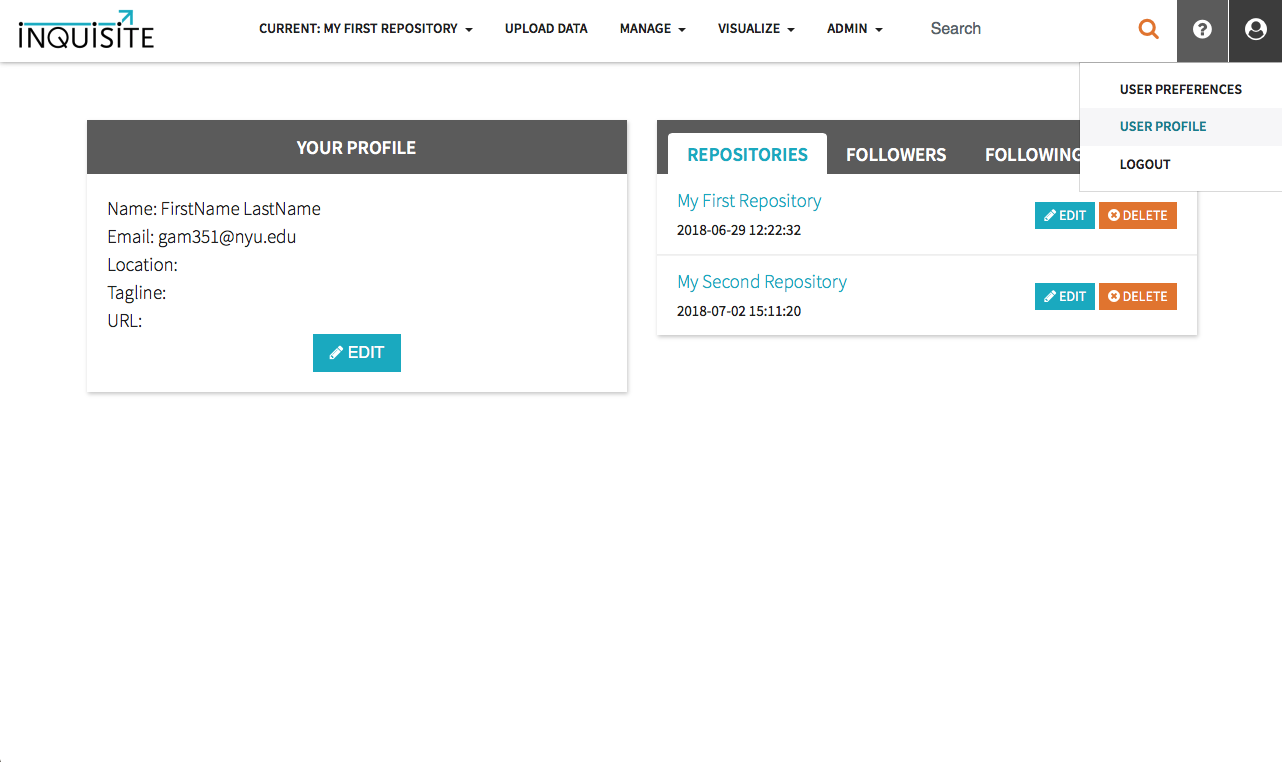 INQUISITE
CURRENT: MY FIRST REPOSITORY
UPLOAD DATA
MANAGE
VISUALIZE
ADMIN
Search
?
USER PREFERENCES
USER PROFILE
LOGOUT
YOUR PROFILE
Name: FirstName LastName
Email: gam351@nyu.edu
Location:
Tagline:
URL:
EDIT
REPOSITORIES
FOLLOWERS
FOLLOWING
My First Repository
2018-06-29 12:22:32
EDIT
DELETE
My Second Repository
2018-07-02 15:11:20
EDIT
DELETE